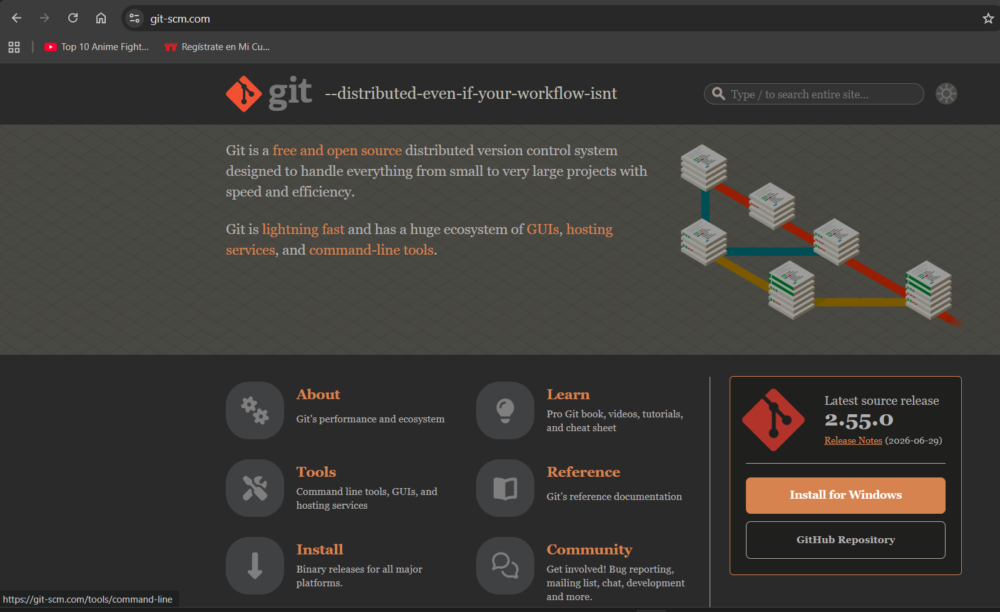 git-scm.com
Top 10 Anime Fight...
Regístrate en Mi Cu...
git
--distributed-even-if-your-workflow-isnt
Type / to search entire site...
Git is a free and open source distributed version control system
designed to handle everything from small to very large projects with
speed and efficiency.
Git is lightning fast and has a huge ecosystem of GUIs, hosting
services, and command-line tools.
About
Git's performance and ecosystem
Learn
Pro Git book, videos, tutorials,
and cheat sheet
Tools
Command line tools, GUIs, and
hosting services
Reference
Git's reference documentation
Install
Binary releases for all major
platforms.
Community
Get involved! Bug reporting,
mailing list, chat, development
and more.
Latest source release
2.55.0
Release Notes (2026-06-29)
Install for Windows
GitHub Repository
https://git-scm.com/tools/command-line